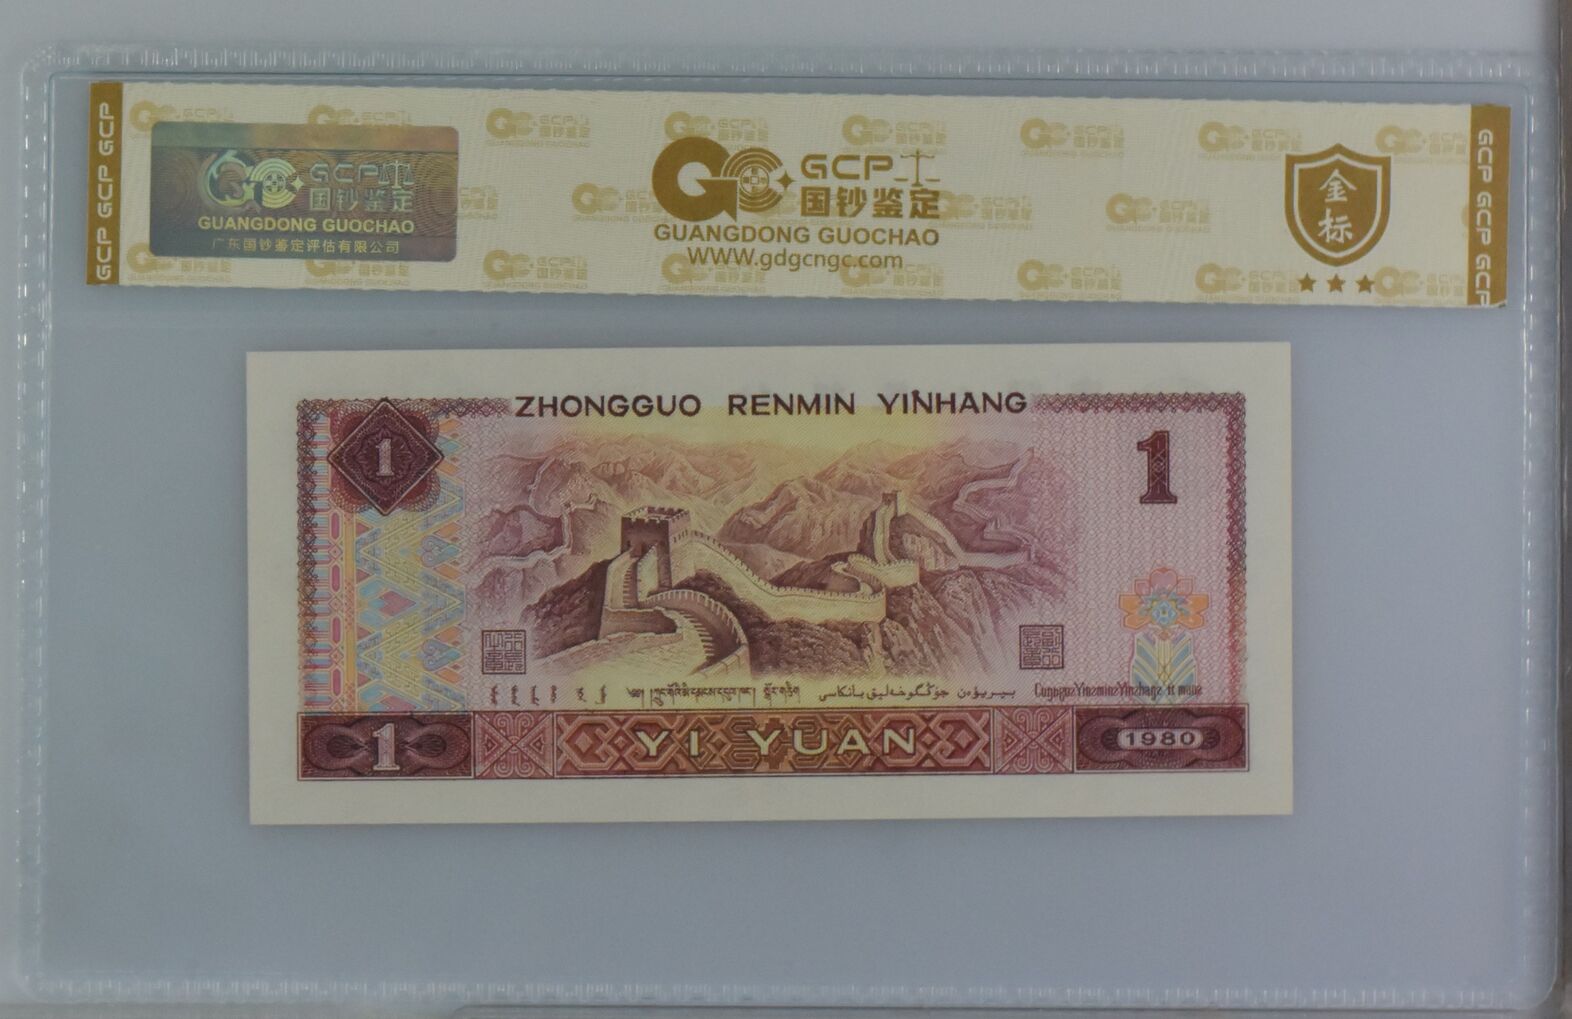 GCP GCP GCP
GCP
国钞鉴定
GUANGDONG GUOCHAO
广东国钞鉴定评估有限公司
GCP
国钞鉴定
GUANGDONG GUOCHAO
WWW.gdgcngc.com
金
标
GCP GCP GCP
ZHONGGUO RENMIN YINHANG
1
1
1
YI YUAN
1980